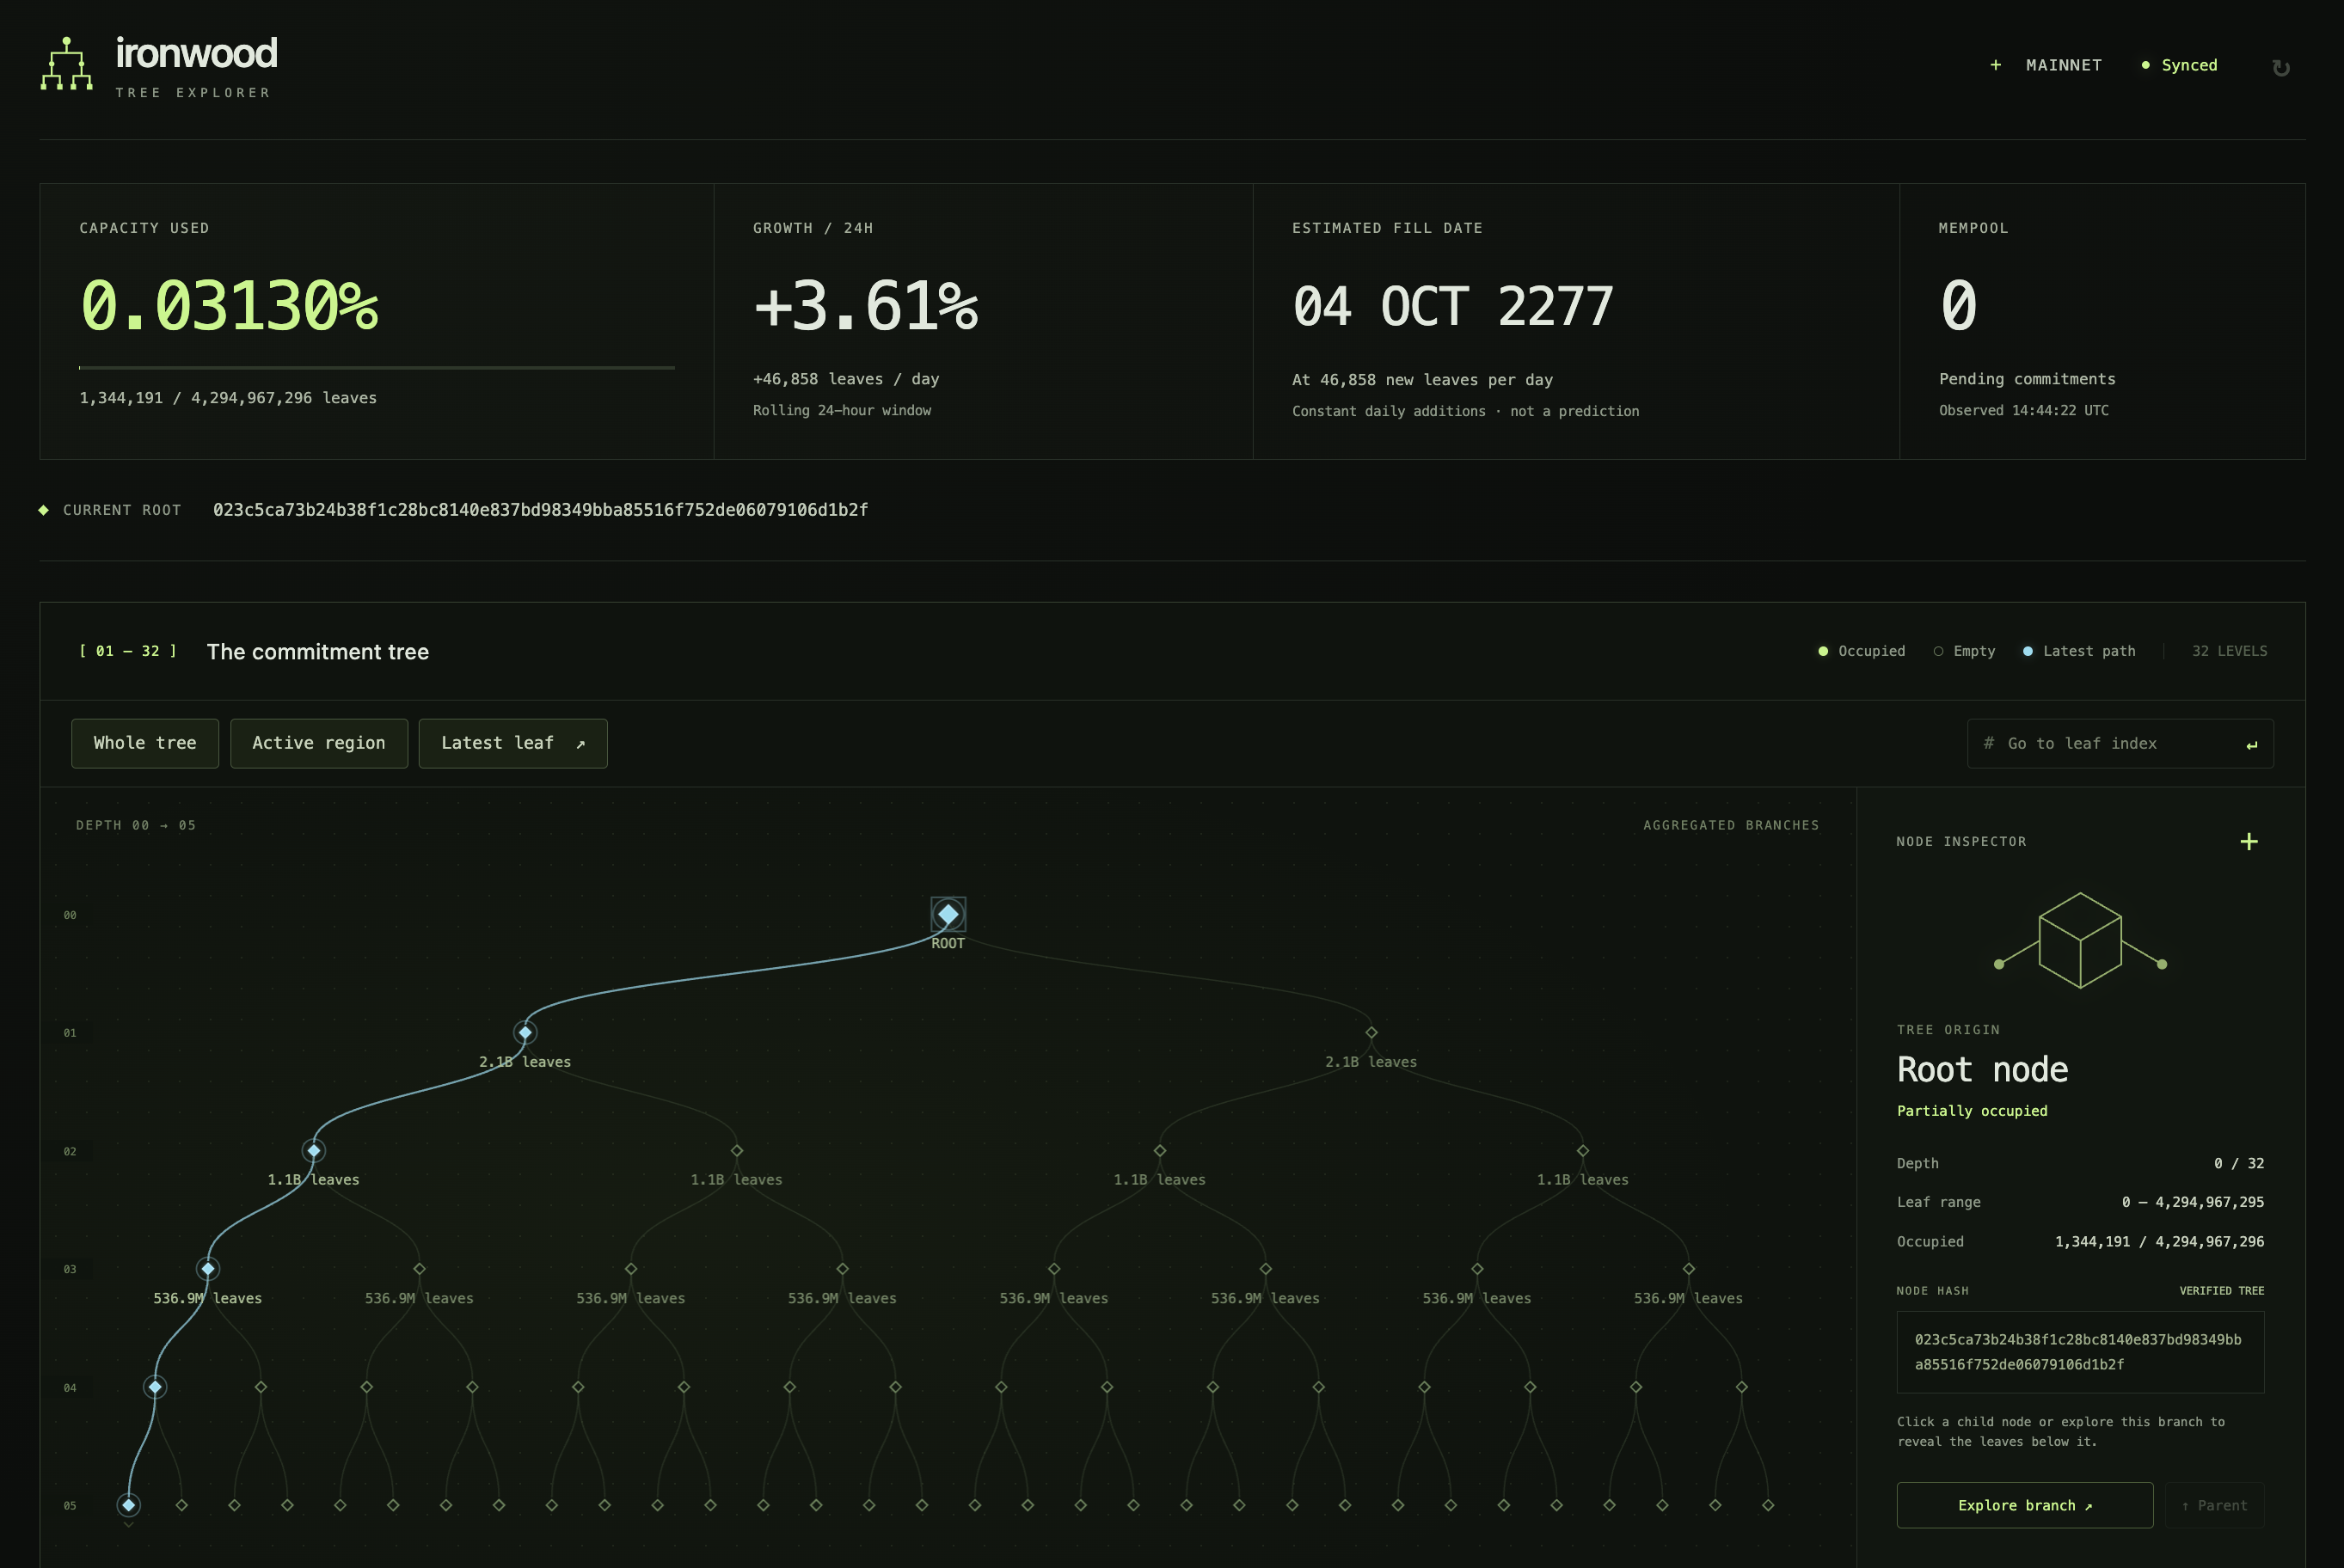 ironwood
TREE EXPLORER
+ MAINNET Synced ↻
CAPACITY USED
0.03130%
1,344,191 / 4,294,967,296 leaves
GROWTH / 24H
+3.61%
+46,858 leaves / day
Rolling 24-hour window
ESTIMATED FILL DATE
04 OCT 2277
At 46,858 new leaves per day
Constant daily additions · not a prediction
MEMPOOL
0
Pending commitments
Observed 14:44:22 UTC
CURRENT ROOT 023c5ca73b24b38f1c28bc8140e837bd98349bba85516f752de06079106d1b2f
[ 01 — 32 ] The commitment tree
Occupied Empty Latest path 32 LEVELS
Whole tree Active region Latest leaf ↗
# Go to leaf index ↵
DEPTH 00 → 05 AGGREGATED BRANCHES
00
ROOT
01
2.1B leaves 2.1B leaves
02
1.1B leaves 1.1B leaves 1.1B leaves 1.1B leaves
03
536.9M leaves 536.9M leaves 536.9M leaves 536.9M leaves 536.9M leaves 536.9M leaves 536.9M leaves 536.9M leaves
04
05
NODE INSPECTOR +
TREE ORIGIN
Root node
Partially occupied
Depth 0 / 32
Leaf range 0 — 4,294,967,295
Occupied 1,344,191 / 4,294,967,296
NODE HASH VERIFIED TREE
023c5ca73b24b38f1c28bc8140e837bd98349bb
a85516f752de06079106d1b2f
Click a child node or explore this branch to
reveal the leaves below it.
Explore branch ↗ ↑ Parent